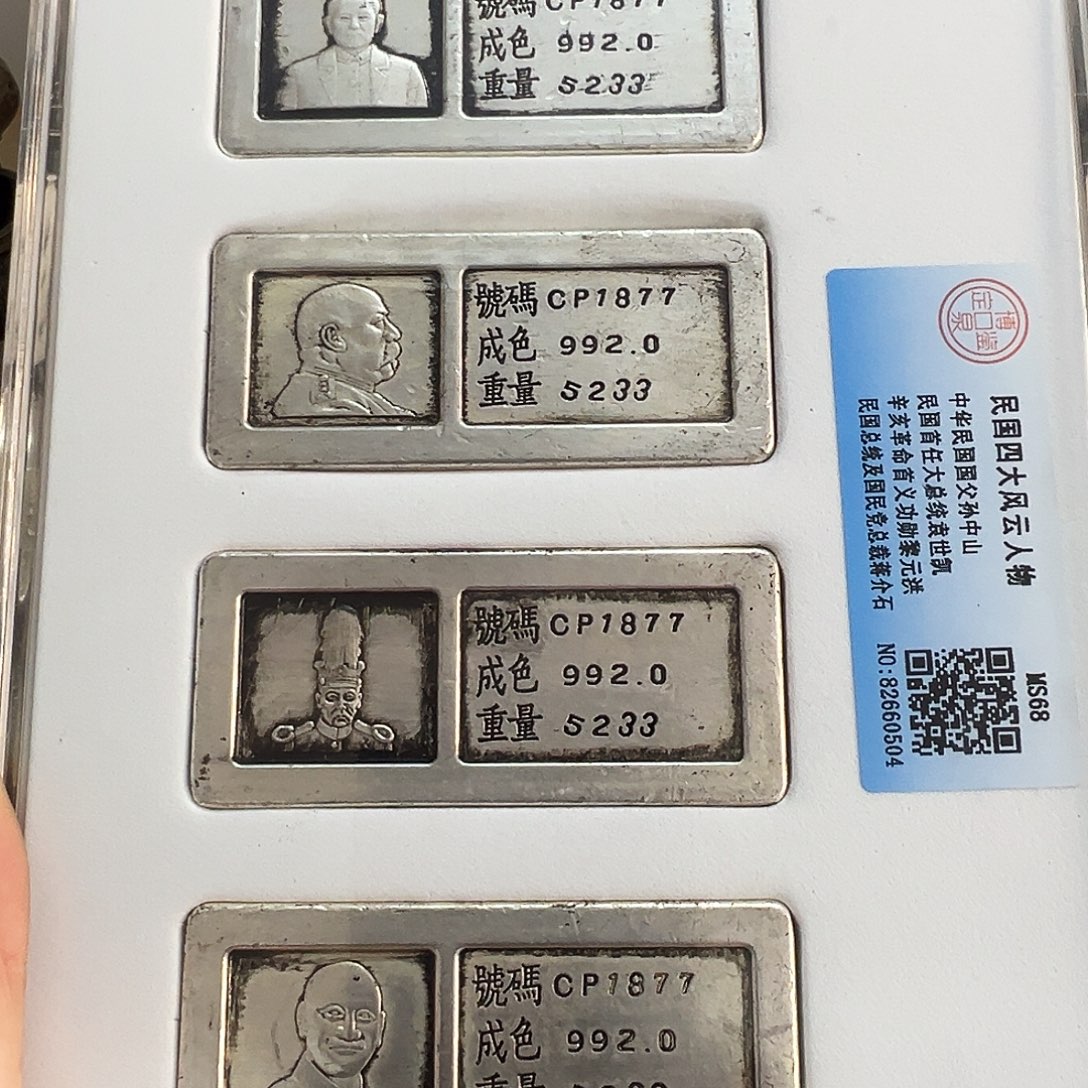 號碼 CP1877
成色 992.0
重量 5233
號碼 CP1877
成色 992.0
重量 5233
號碼 CP1877
成色 992.0
重量 5233
號碼 CP1877
成色 992.0
民国四大风云人物
中华民国国父孙中山
民国首任大总统袁世凯
辛亥革命首义功勋黎元洪
民国总统及国民党总裁蒋介石
MS68
NO:82660504